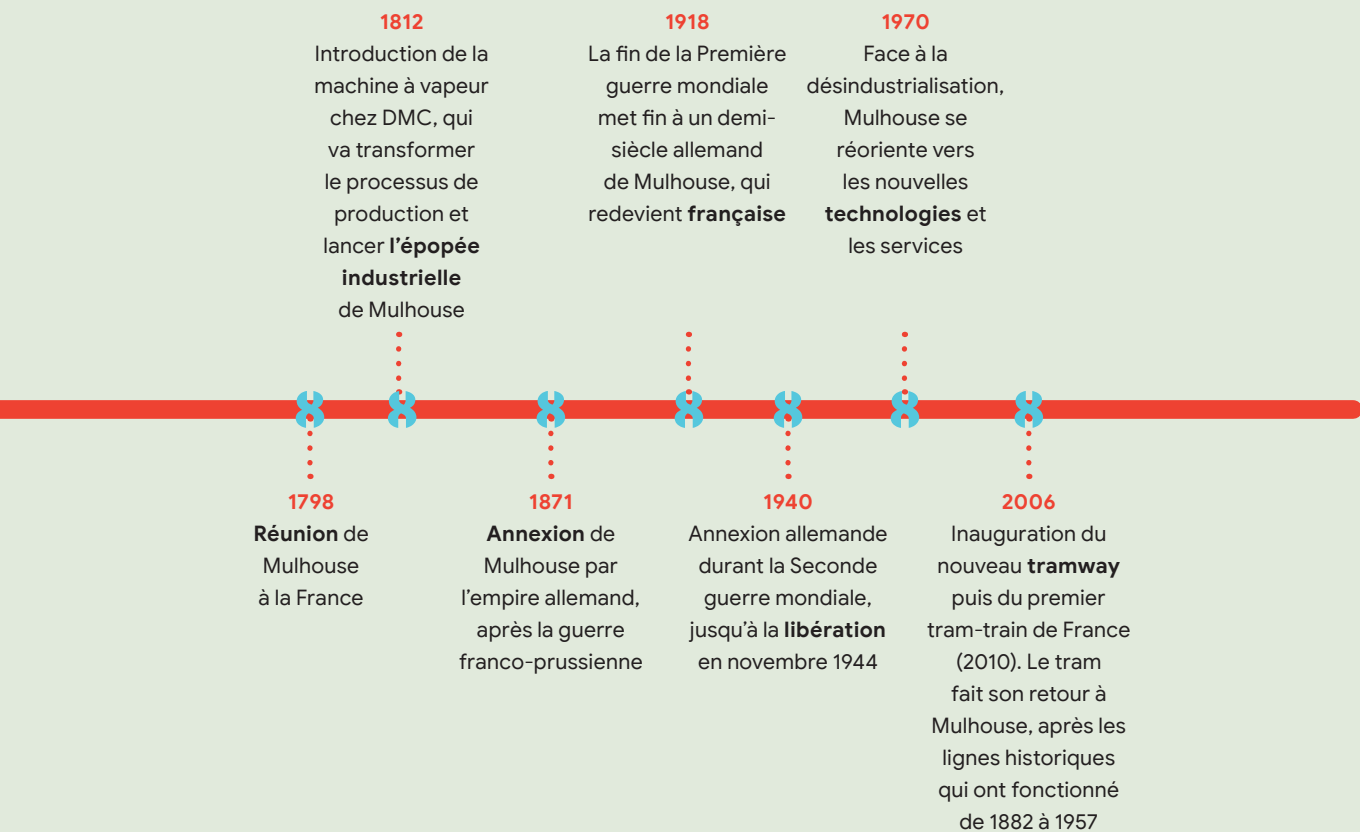 1812
Introduction de la
machine à vapeur
chez DMC, qui
va transformer
le processus de
production et
lancer l’épopée
industrielle
de Mulhouse
1918
La fin de la Première
guerre mondiale
met fin à un demi-
siècle allemand
de Mulhouse, qui
redevient française
1970
Face à la
désindustrialisation,
Mulhouse se
réoriente vers
les nouvelles
technologies et
les services
1798
Réunion de
Mulhouse
à la France
1871
Annexion de
Mulhouse par
l’empire allemand,
après la guerre
franco-prussienne
1940
Annexion allemande
durant la Seconde
guerre mondiale,
jusqu’à la libération
en novembre 1944
2006
Inauguration du
nouveau tramway
puis du premier
tram-train de France
(2010). Le tram
fait son retour à
Mulhouse, après les
lignes historiques
qui ont fonctionné
de 1882 à 1957